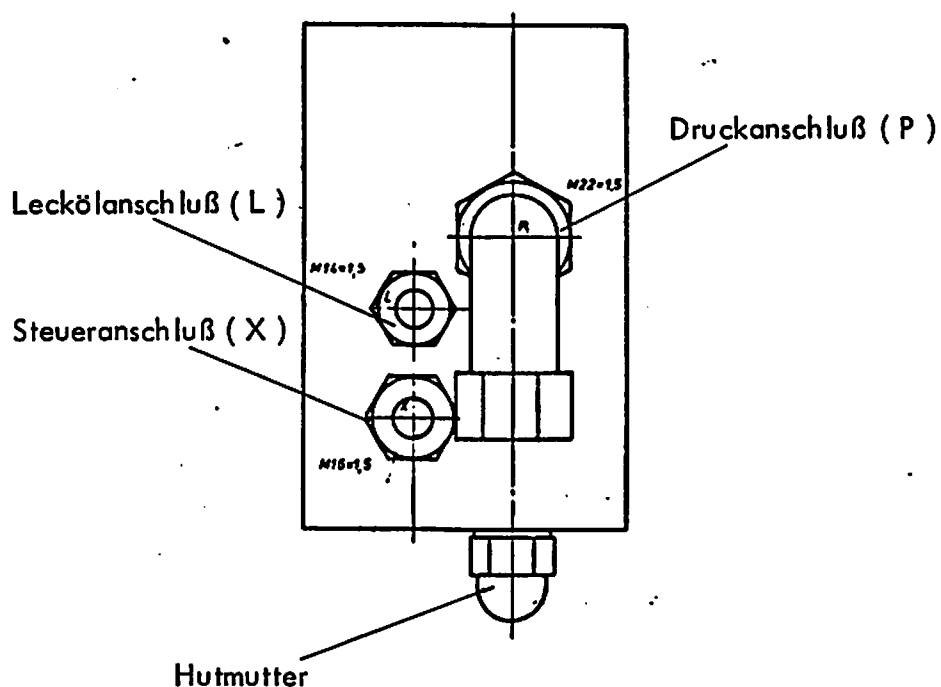 Druckanschluß ( P )
M22×1,5
Leckölanschluß ( L )
M14×1,5
L
Steueranschluß ( X )
X
M16×1,5
Hutmutter